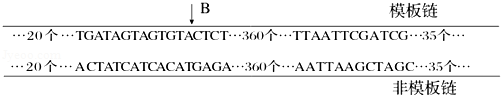 B
模板链
…20个…TGATAGTAGTGTACTCT…360个…TTAATTCGATCG…35个…
…20个…ACTATCATCACATGAGA…360个…AATTAAGCTAGC…35个…
非模板链